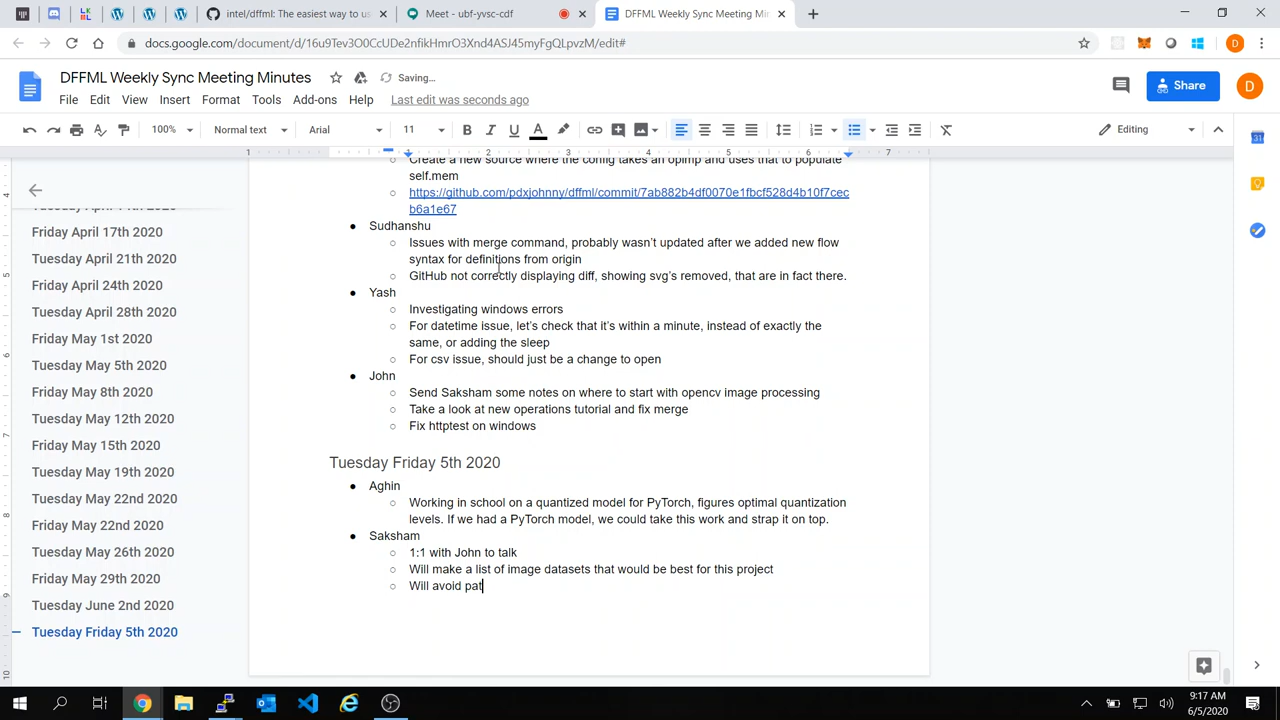 intel/dffml: The easiest way to us
Meet - ubf-yvsc-cdf
DFFML Weekly Sync Meeting Min
docs.google.com/document/d/16u9Tev3O0CcUDe2nfikHmrO3Xnd4ASJ45myFgQLpvzM/edit#
D
DFFML Weekly Sync Meeting Minutes
Saving…
File Edit View Insert Format Tools Add-ons Help Last edit was seconds ago
Share
D
100% Normal text Arial 11 B I U A Editing
1 1 2 3 4 5 6 7
Friday April 17th 2020
Tuesday April 21th 2020
Friday April 24th 2020
Tuesday April 28th 2020
Friday May 1st 2020
Tuesday May 5th 2020
Friday May 8th 2020
Tuesday May 12th 2020
Friday May 15th 2020
Tuesday May 19th 2020
Tuesday May 22nd 2020
Friday May 22nd 2020
Tuesday May 26th 2020
Friday May 29th 2020
Tuesday June 2nd 2020
Tuesday Friday 5th 2020
Create a new source where the config takes an opimp and uses that to populate
self.mem
https://github.com/pdxjohnny/dffml/commit/7ab882b4df0070e1fbcf528d4b10f7cec
b6a1e67
Sudhanshu
Issues with merge command, probably wasn't updated after we added new flow
syntax for definitions from origin
GitHub not correctly displaying diff, showing svg's removed, that are in fact there.
Yash
Investigating windows errors
For datetime issue, let's check that it's within a minute, instead of exactly the
same, or adding the sleep
For csv issue, should just be a change to open
John
Send Saksham some notes on where to start with opencv image processing
Take a look at new operations tutorial and fix merge
Fix httptest on windows
Tuesday Friday 5th 2020
Aghin
Working in school on a quantized model for PyTorch, figures optimal quantization
levels. If we had a PyTorch model, we could take this work and strap it on top.
Saksham
1:1 with John to talk
Will make a list of image datasets that would be best for this project
Will avoid pat
9:17 AM
6/5/2020